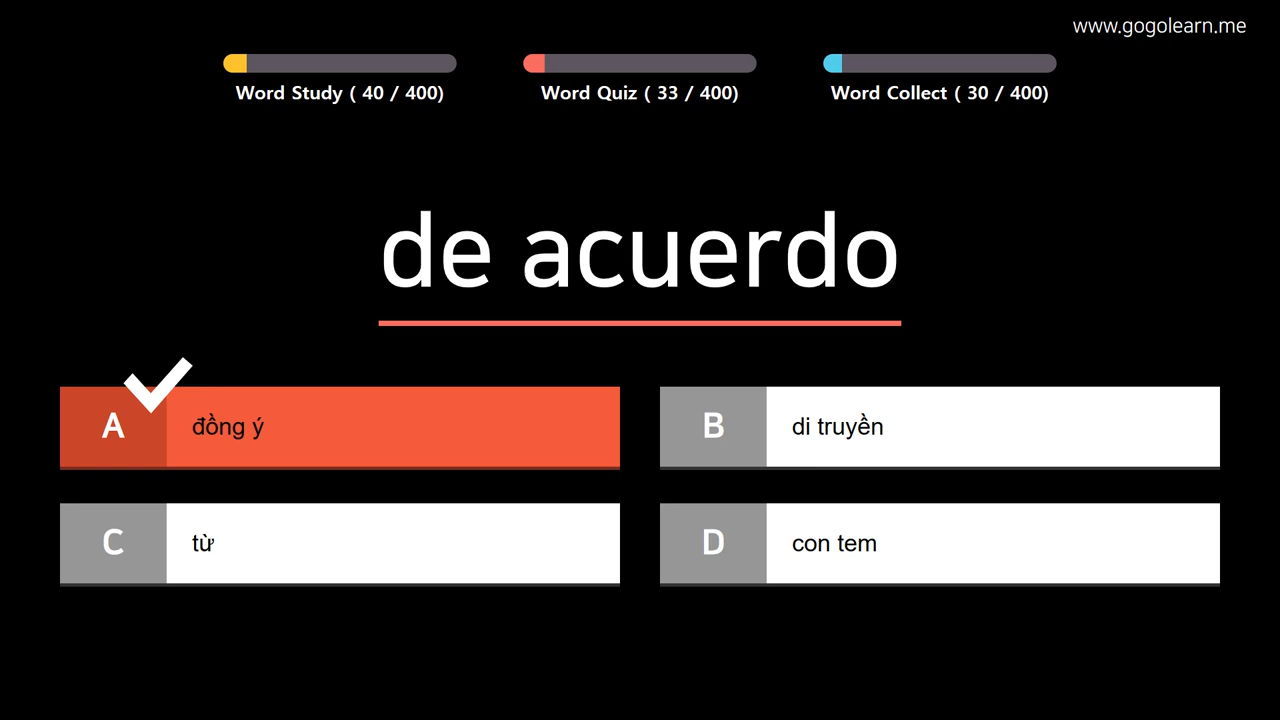 www.gogolearn.me
Word Study ( 40 / 400)
Word Quiz ( 33 / 400)
Word Collect ( 30 / 400)
de acuerdo
A đồng ý
B di truyền
C từ
D con tem